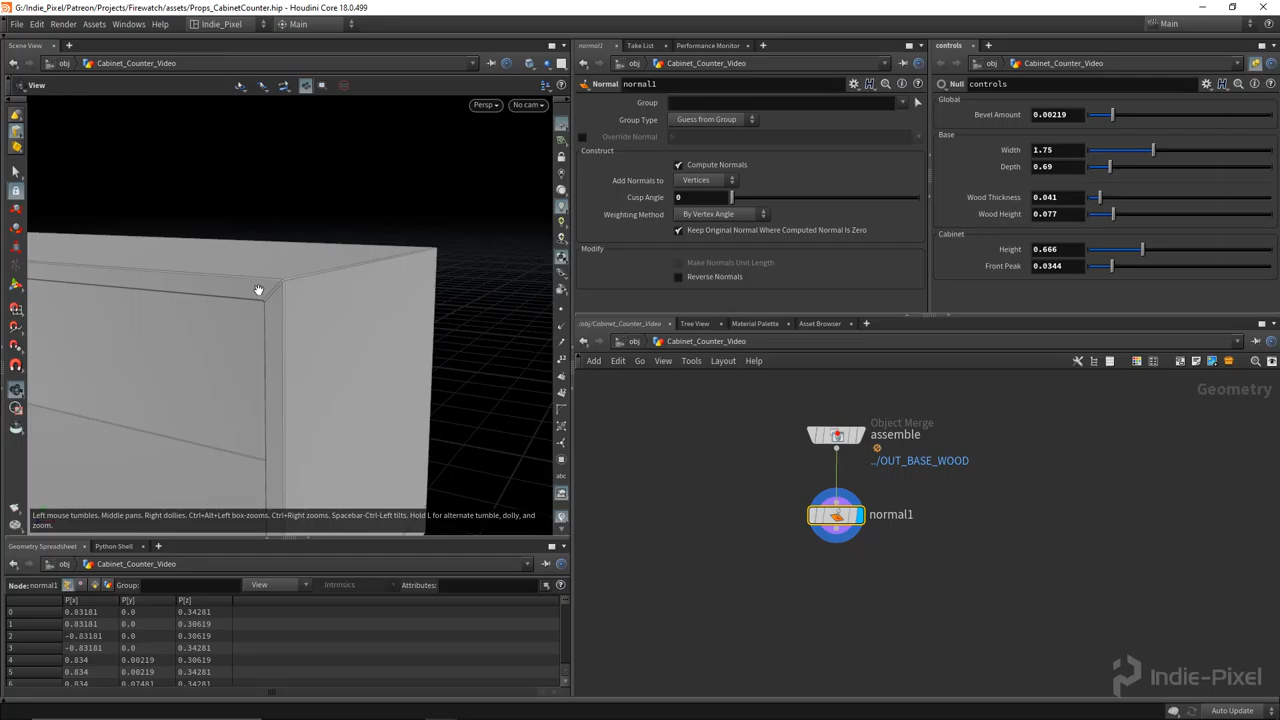 G:/Indie_Pixel/Patreon/Projects/Firewatch/assets/Props_CabinetCounter.hip - Houdini Core 18.0.499
File Edit Render Assets Windows Help Indie_Pixel Main Main
Scene View
obj Cabinet_Counter_Video
View
Persp No cam
Left mouse tumbles. Middle pans. Right dollies. Ctrl+Alt+Left box-zooms. Ctrl+Right zooms. Spacebar-Ctrl-Left tilts. Hold L for alternate tumble, dolly, and
zoom.
Geometry Spreadsheet Python Shell
obj Cabinet_Counter_Video
Node: normal1 Group: View Intrinsics Attributes:
P[x] P[y] P[z]
0 0.83181 0.0 0.34281
1 0.83181 0.0 0.30619
2 -0.83181 0.0 0.30619
3 -0.83181 0.0 0.34281
4 0.834 0.00219 0.30619
5 0.834 0.00219 0.34281
6 0.834 0.07481 0.34281
normal1 Take List Performance Monitor
obj Cabinet_Counter_Video
Normal normal1
Group
Group Type Guess from Group
Override Normal
Construct
Compute Normals
Add Normals to Vertices
Cusp Angle 0
Weighting Method By Vertex Angle
Keep Original Normal Where Computed Normal Is Zero
Modify
Make Normals Unit Length
Reverse Normals
controls
obj Cabinet_Counter_Video
Null controls
Global
Bevel Amount 0.00219
Base
Width 1.75
Depth 0.69
Wood Thickness 0.041
Wood Height 0.077
Cabinet
Height 0.666
Front Peak 0.0344
/obj/Cabinet_Counter_Video Tree View Material Palette Asset Browser
obj Cabinet_Counter_Video
Add Edit Go View Tools Layout Help
Geometry
Object Merge
assemble
../OUT_BASE_WOOD
normal1
Indie-Pixel
Auto Update